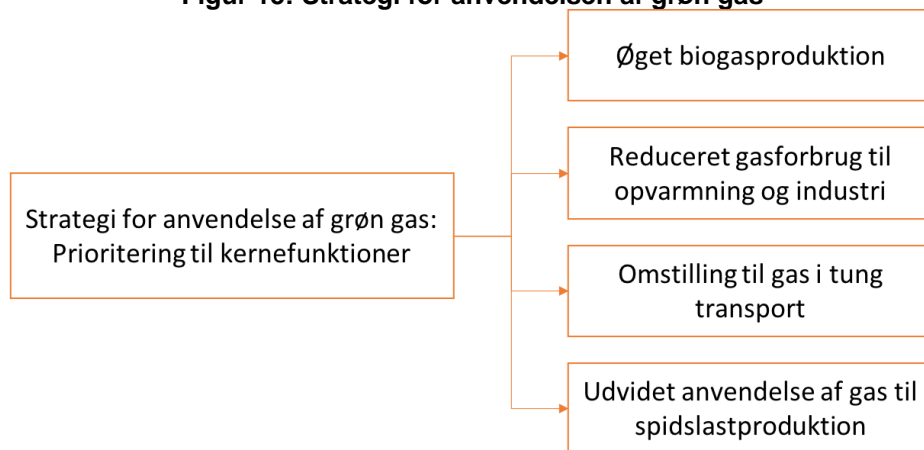 Strategi for anvendelse af grøn gas:
Prioritering til kernefunktioner
Øget biogasproduktion
Reduceret gasforbrug til
opvarmning og industri
Omstilling til gas i tung
transport
Udvidet anvendelse af gas til
spidslastproduktion